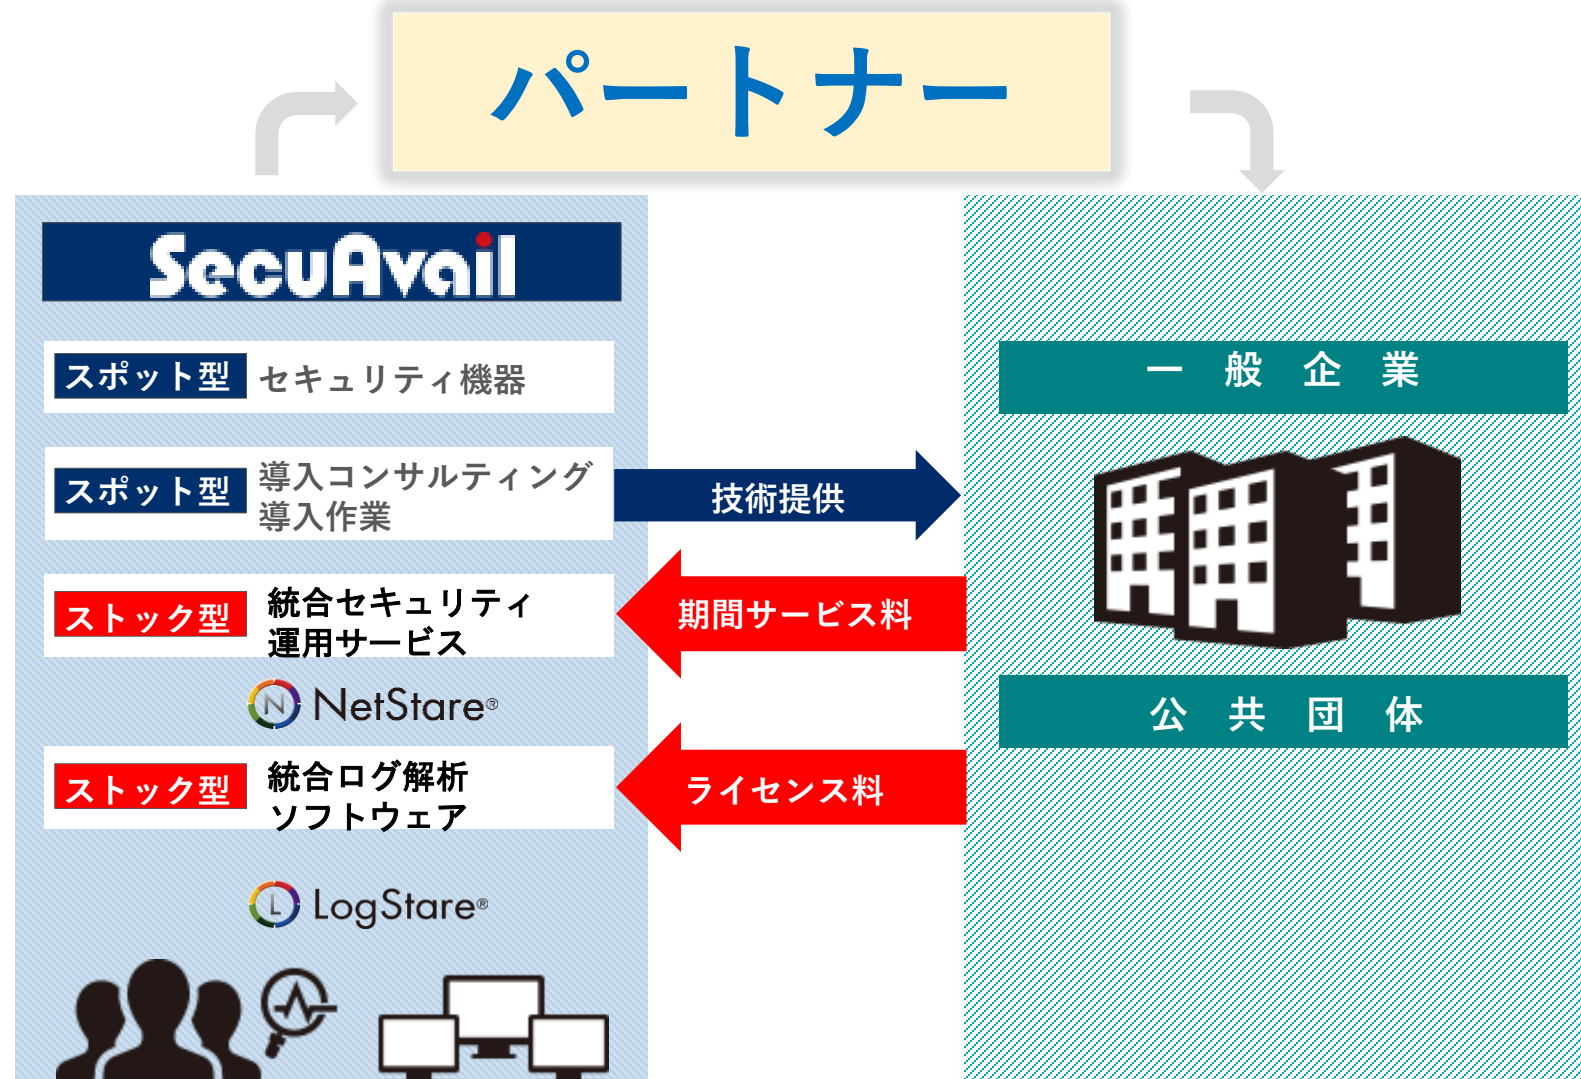 パートナー
SecuAvail
スポット型 セキュリティ機器
スポット型 導入コンサルティング
導入作業
ストック型 統合セキュリティ
運用サービス
N NetStare®
ストック型 統合ログ解析
ソフトウェア
L LogStare®
技術提供
期間サービス料
ライセンス料
一般企業
公共団体